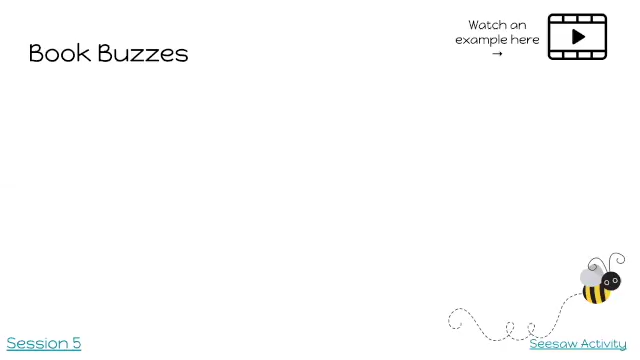 Watch an
example here
→
Book Buzzes
Session 5
Seesaw Activity